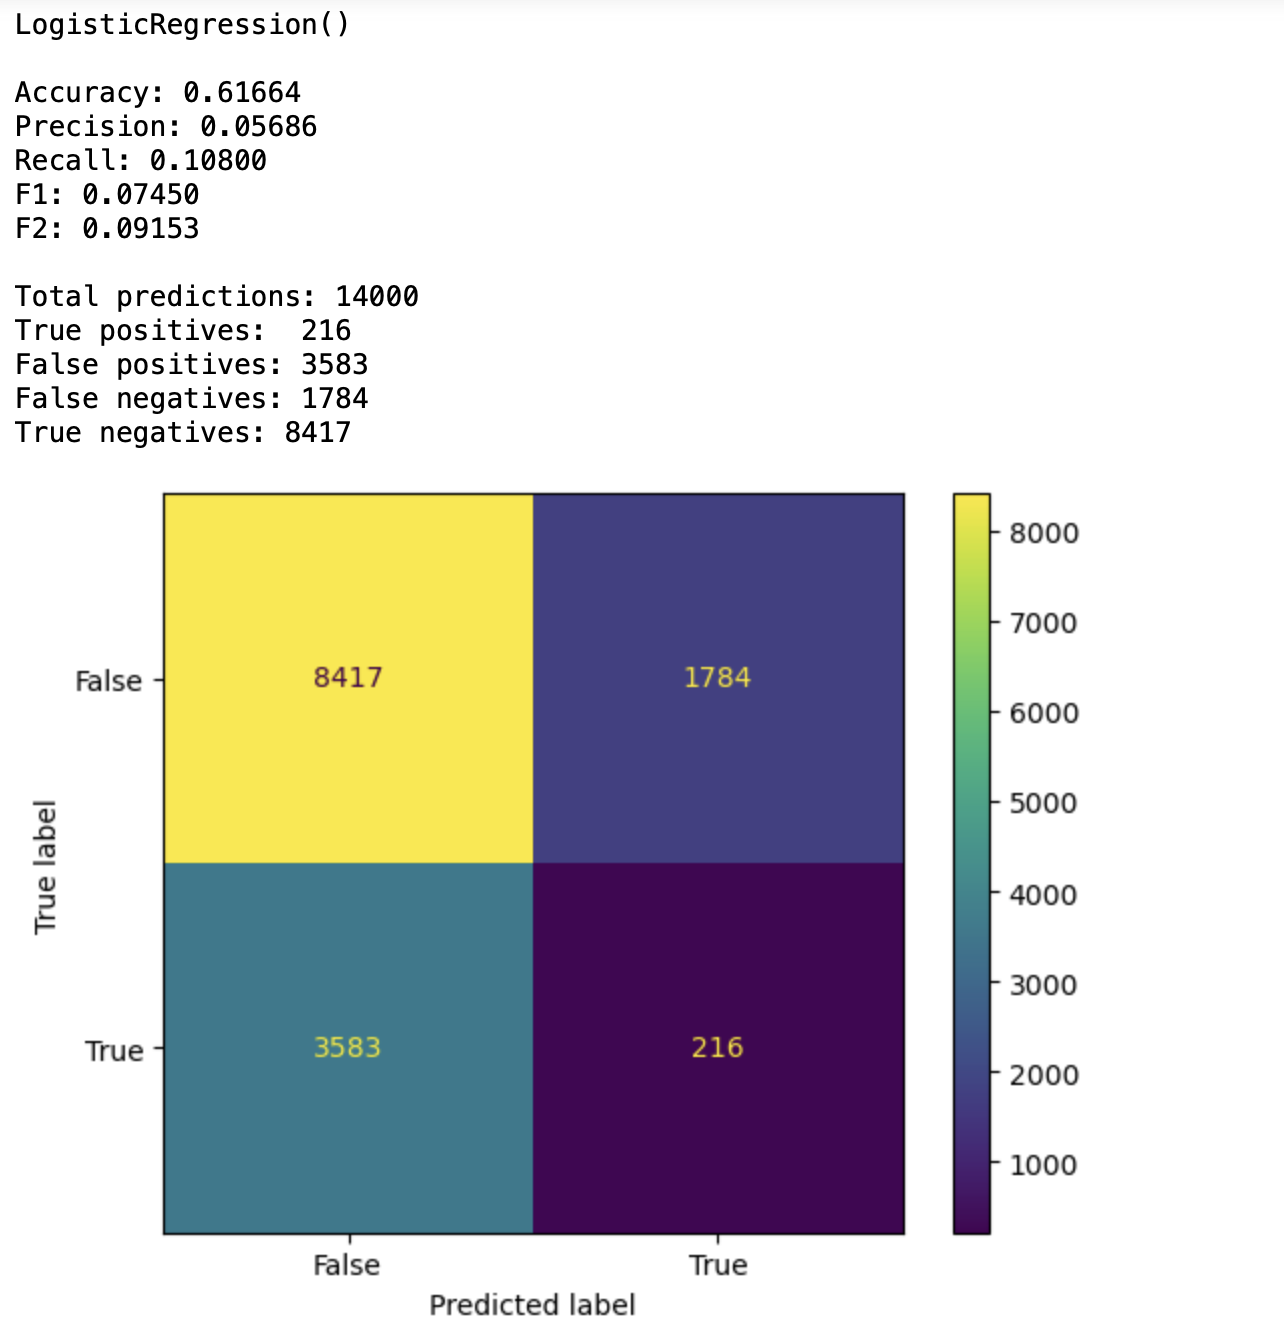 LogisticRegression()
Accuracy: 0.61664
Precision: 0.05686
Recall: 0.10800
F1: 0.07450
F2: 0.09153
Total predictions: 14000
True positives:  216
False positives: 3583
False negatives: 1784
True negatives: 8417
8000
7000
6000
5000
4000
3000
2000
1000
False
8417
1784
True label
True
3583
216
False
True
Predicted label